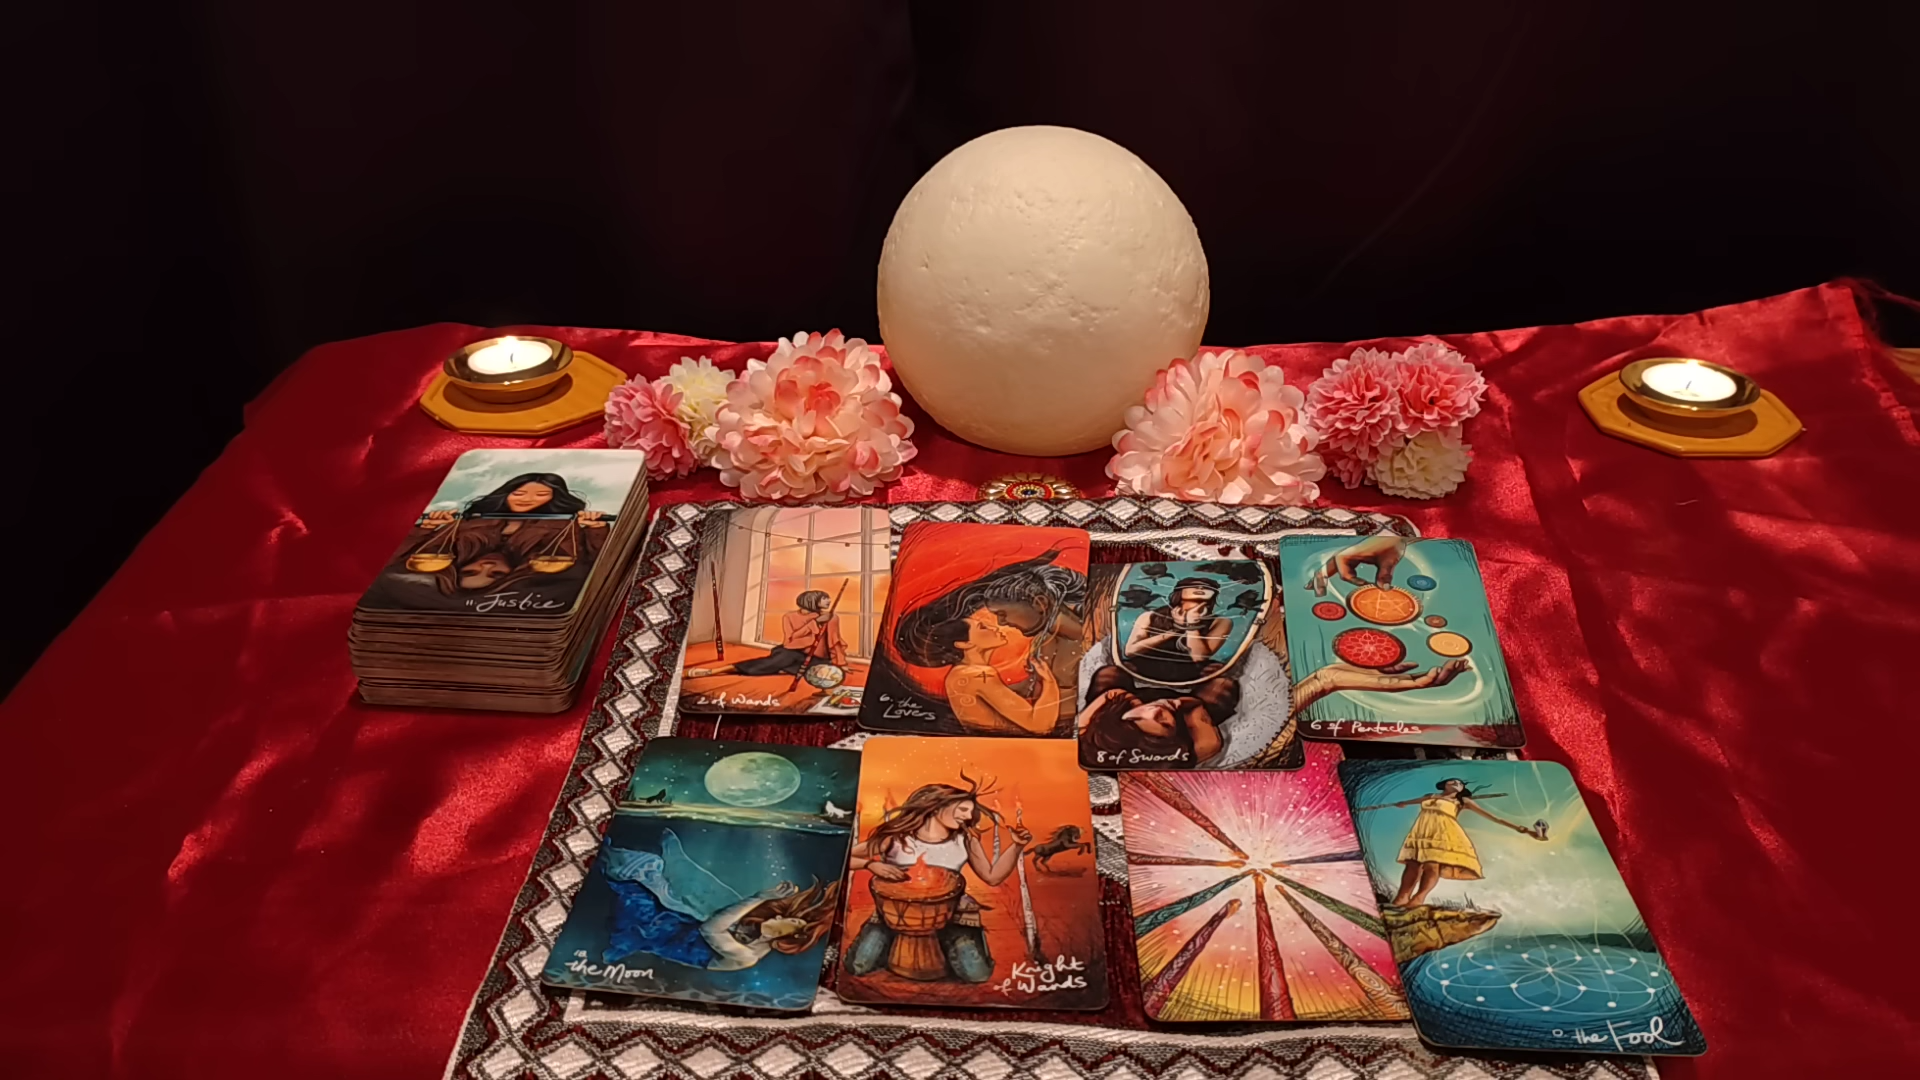 11 Justice
2 of Wands
6. the
Lovers
8 of Swords
6 of Pentacles
18
the Moon
Knight
of Wands
0 the Fool